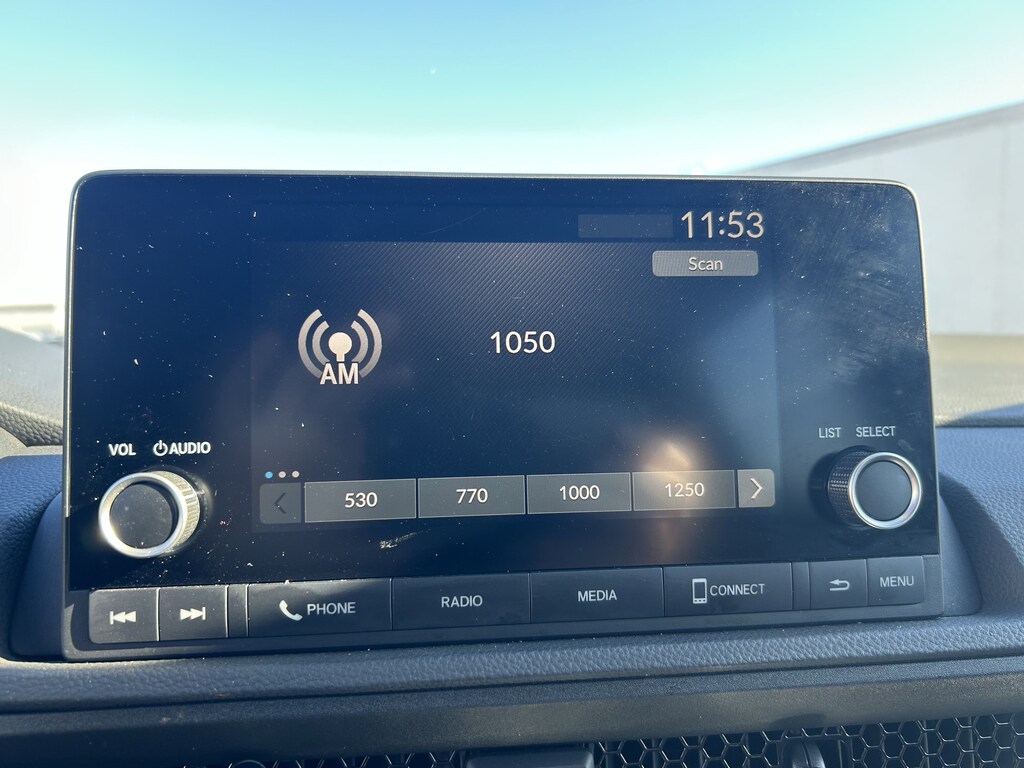 11:53
Scan
AM
1050
VOL AUDIO
LIST SELECT
530 770 1000 1250
PHONE RADIO MEDIA CONNECT MENU